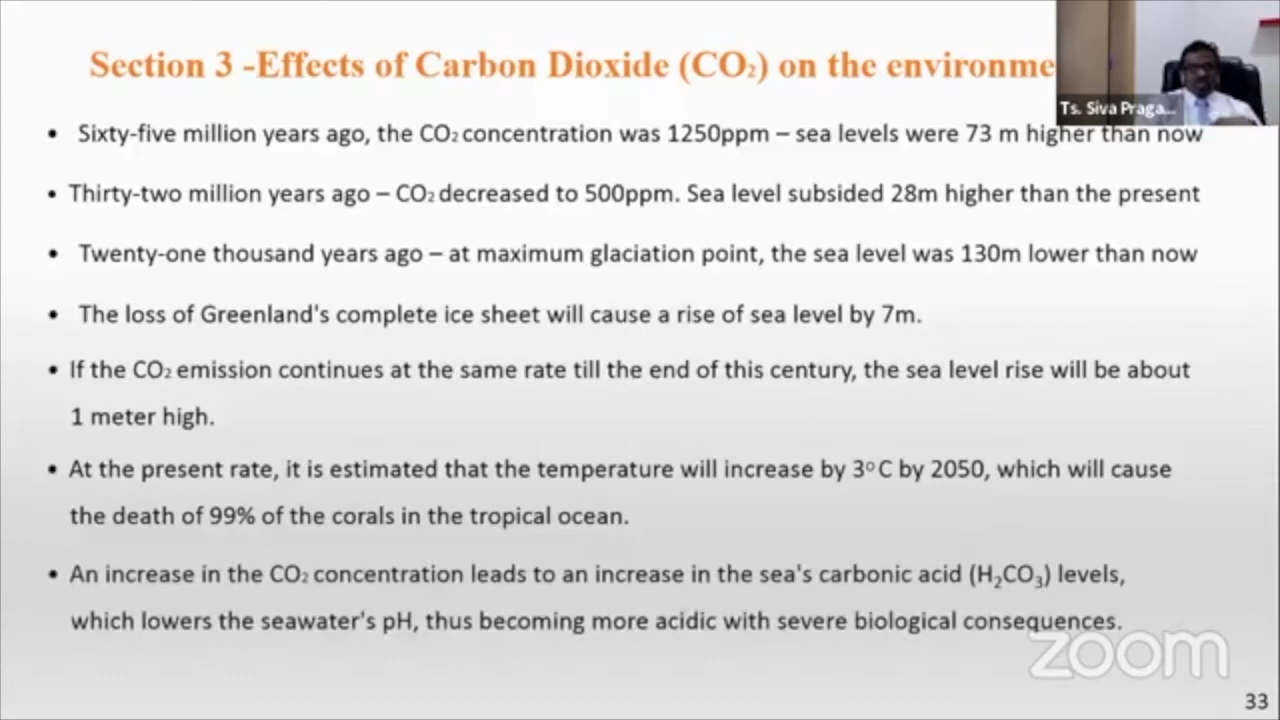 Section 3 -Effects of Carbon Dioxide (CO₂) on the environme
Ts. Siva Praga...
• Sixty-five million years ago, the CO₂ concentration was 1250ppm – sea levels were 73 m higher than now
• Thirty-two million years ago – CO₂ decreased to 500ppm. Sea level subsided 28m higher than the present
• Twenty-one thousand years ago – at maximum glaciation point, the sea level was 130m lower than now
• The loss of Greenland's complete ice sheet will cause a rise of sea level by 7m.
• If the CO₂ emission continues at the same rate till the end of this century, the sea level rise will be about
1 meter high.
• At the present rate, it is estimated that the temperature will increase by 3°C by 2050, which will cause
the death of 99% of the corals in the tropical ocean.
• An increase in the CO₂ concentration leads to an increase in the sea's carbonic acid (H₂CO₃) levels,
which lowers the seawater's pH, thus becoming more acidic with severe biological consequences.
zoom
33